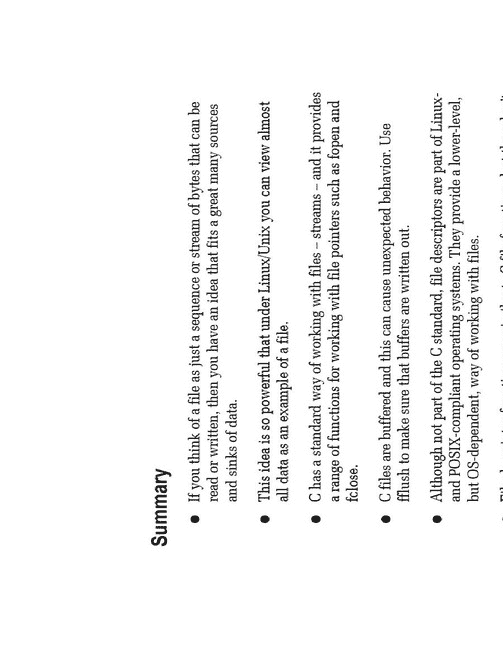 Summary
● If you think of a file as just a sequence or stream of bytes that can be
read or written, then you have an idea that fits a great many sources
and sinks of data.
● This idea is so powerful that under Linux/Unix you can view almost
all data as an example of a file.
● C has a standard way of working with files – streams – and it provides
a range of functions for working with file pointers such as fopen and
fclose.
● C files are buffered and this can cause unexpected behavior. Use
fflush to make sure that buffers are written out.
● Although not part of the C standard, file descriptors are part of Linux-
and POSIX-compliant operating systems. They provide a lower-level,
but OS-dependent, way of working with files.